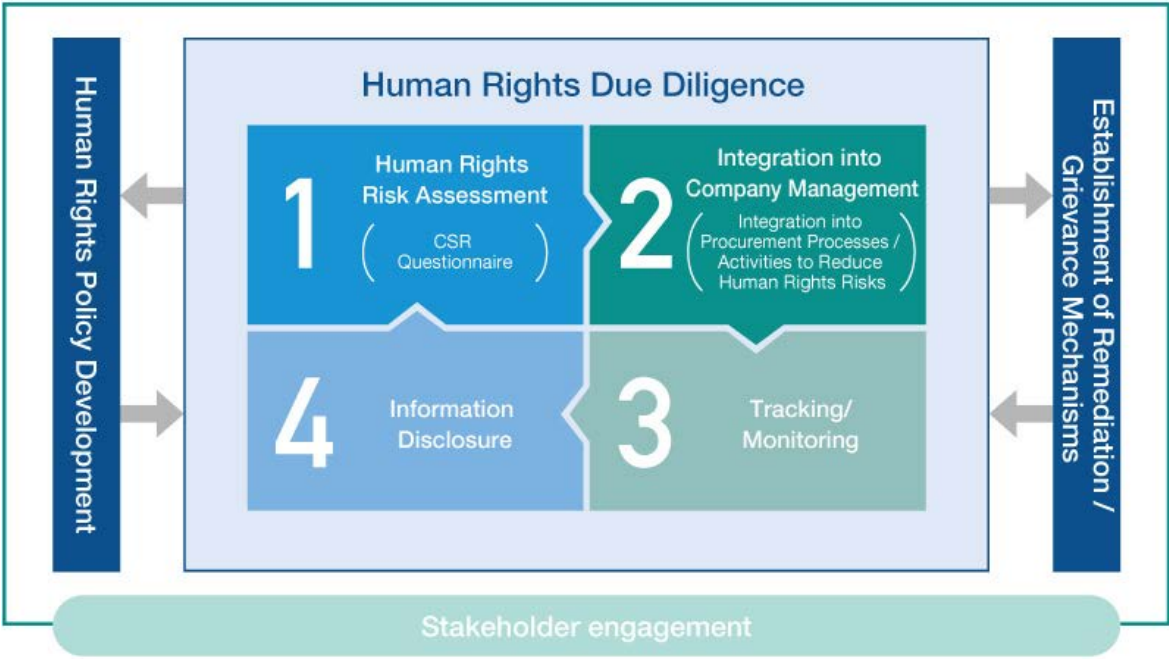 Human Rights Policy Development
Human Rights Due Diligence
1
Human Rights
Risk Assessment
(CSR
Questionnaire)
2
Integration into
Company Management
(Integration into
Procurement Processes /
Activities to Reduce
Human Rights Risks)
4
Information
Disclosure
3
Tracking/
Monitoring
Establishment of Remediation /
Grievance Mechanisms
Stakeholder engagement